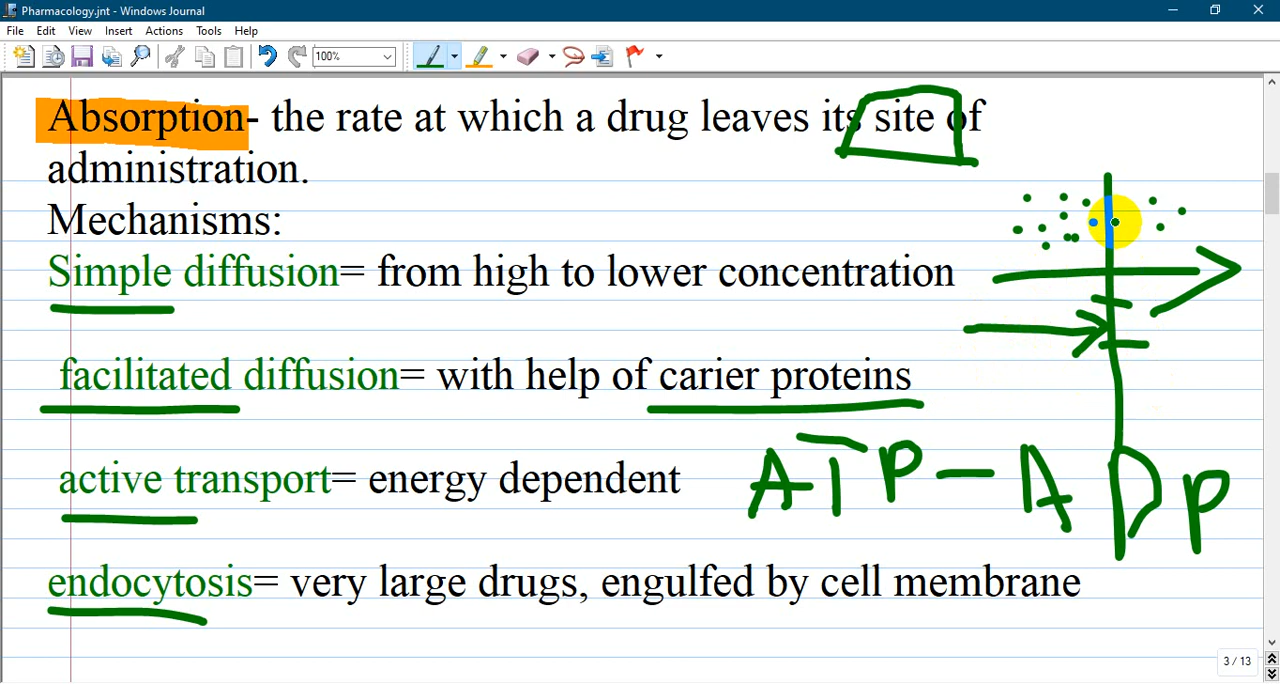 Pharmacology.jnt - Windows Journal
File Edit View Insert Actions Tools Help
100%
Absorption- the rate at which a drug leaves its site of
administration.
Mechanisms:
Simple diffusion= from high to lower concentration
facilitated diffusion= with help of carier proteins
active transport= energy dependent ATP - ADP
endocytosis= very large drugs, engulfed by cell membrane
3 / 13